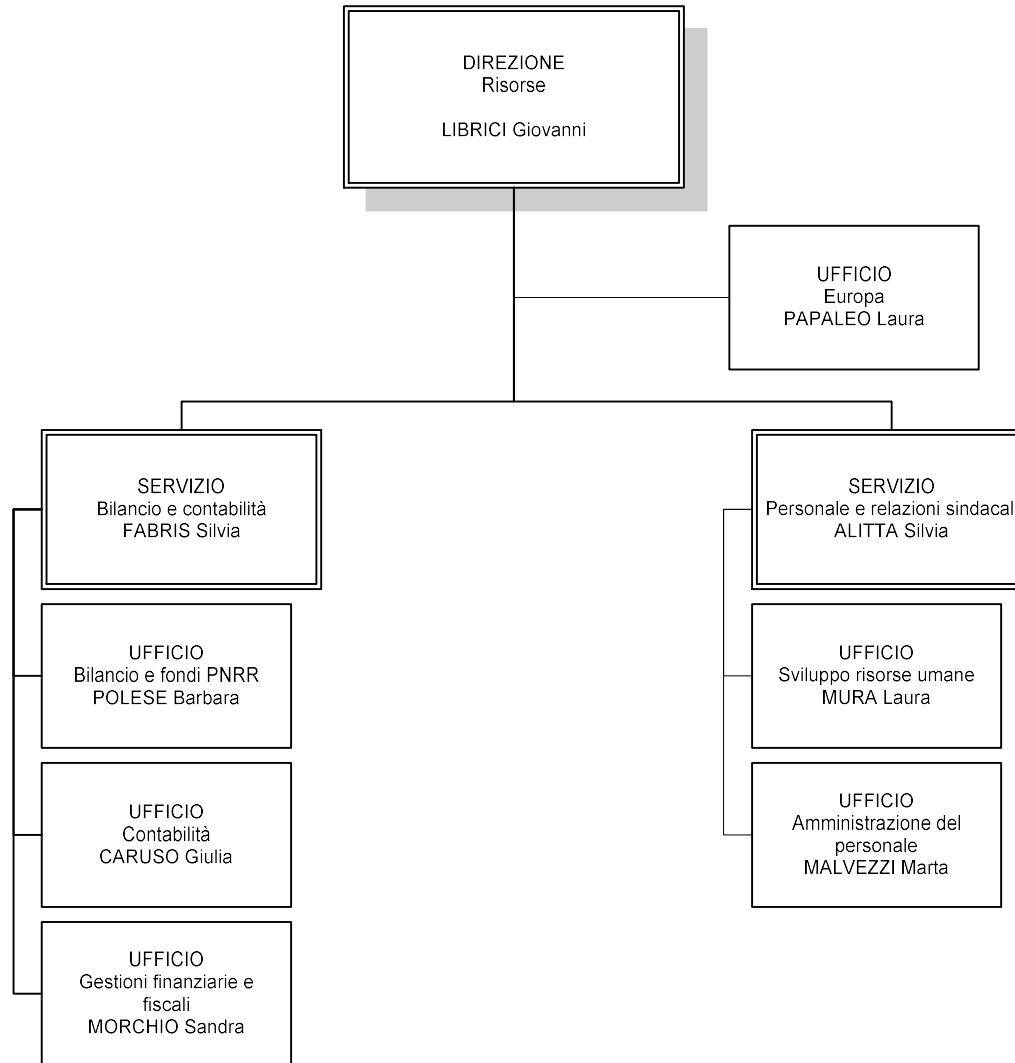 DIREZIONE
Risorse
LIBRICI Giovanni
UFFICIO
Europa
PAPALEO Laura
SERVIZIO
Bilancio e contabilità
FABRIS Silvia
UFFICIO
Bilancio e fondi PNRR
POLESE Barbara
UFFICIO
Contabilità
CARUSO Giulia
UFFICIO
Gestioni finanziarie e
fiscali
MORCHIO Sandra
SERVIZIO
Personale e relazioni sindacal
ALITTA Silvia
UFFICIO
Sviluppo risorse umane
MURA Laura
UFFICIO
Amministrazione del
personale
MALVEZZI Marta